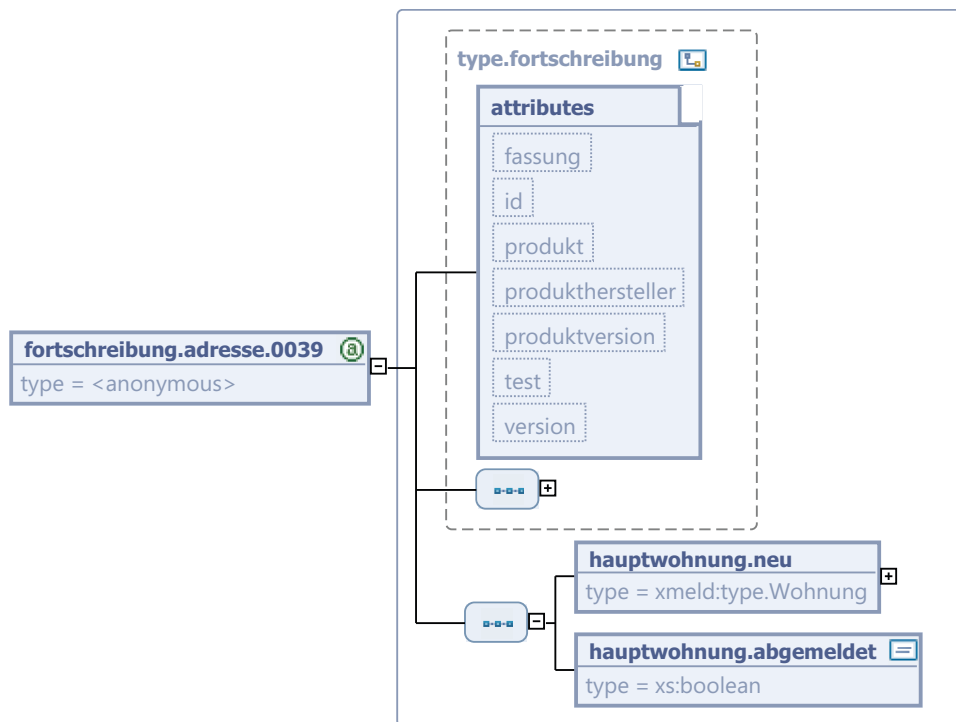 type.fortschreibung
attributes
fassung
id
produkt
produkthersteller
produktversion
test
version
fortschreibung.adresse.0039
type = <anonymous>
hauptwohnung.neu
type = xmeld:type.Wohnung
hauptwohnung.abgemeldet
type = xs:boolean